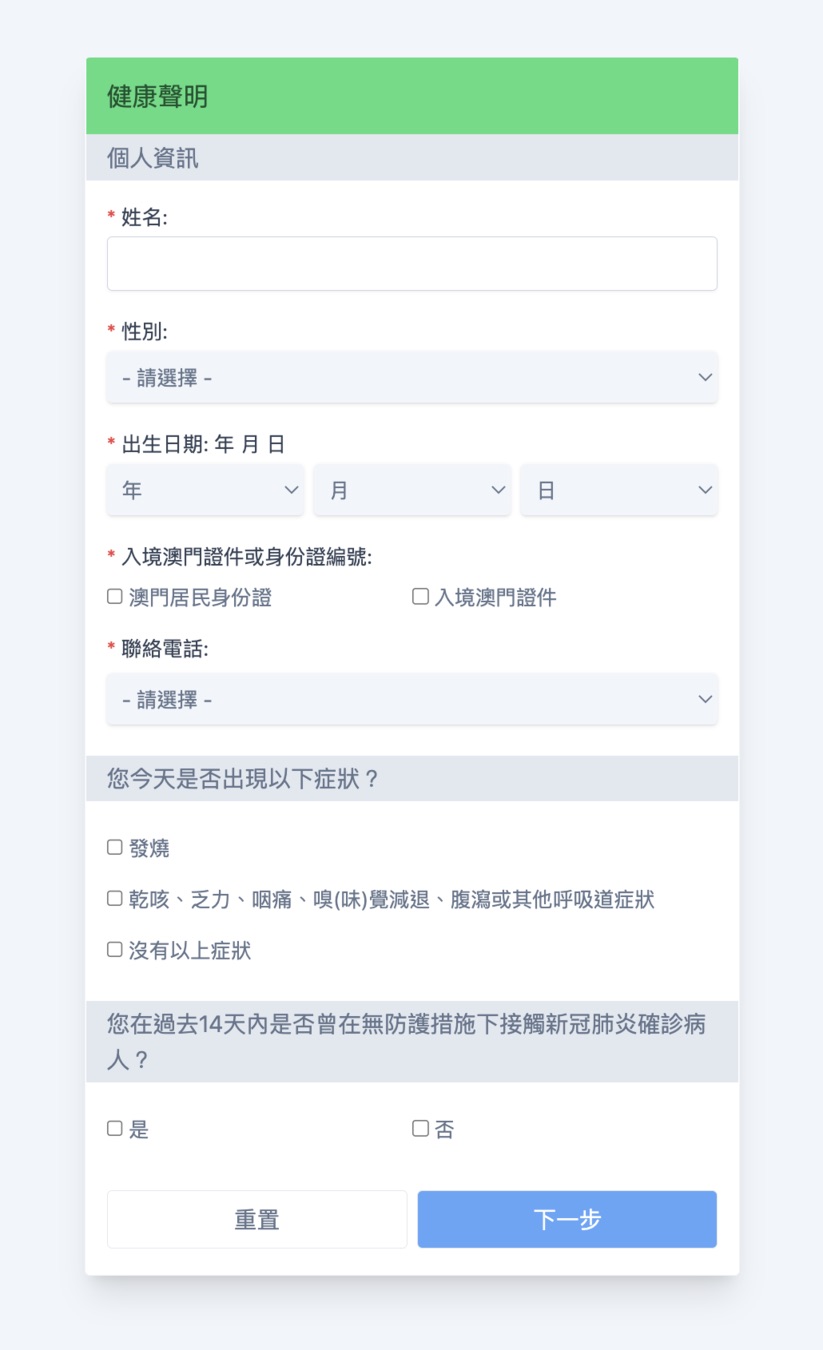 健康聲明
個人資訊
* 姓名:
* 性別:
- 請選擇 -
* 出生日期: 年 月 日
年 月 日
* 入境澳門證件或身份證編號:
澳門居民身份證 入境澳門證件
* 聯絡電話:
- 請選擇 -
您今天是否出現以下症狀？
發燒
乾咳、乏力、咽痛、嗅(味)覺減退、腹瀉或其他呼吸道症狀
沒有以上症狀
您在過去14天內是否曾在無防護措施下接觸新冠肺炎確診病
人？
是 否
重置 下一步